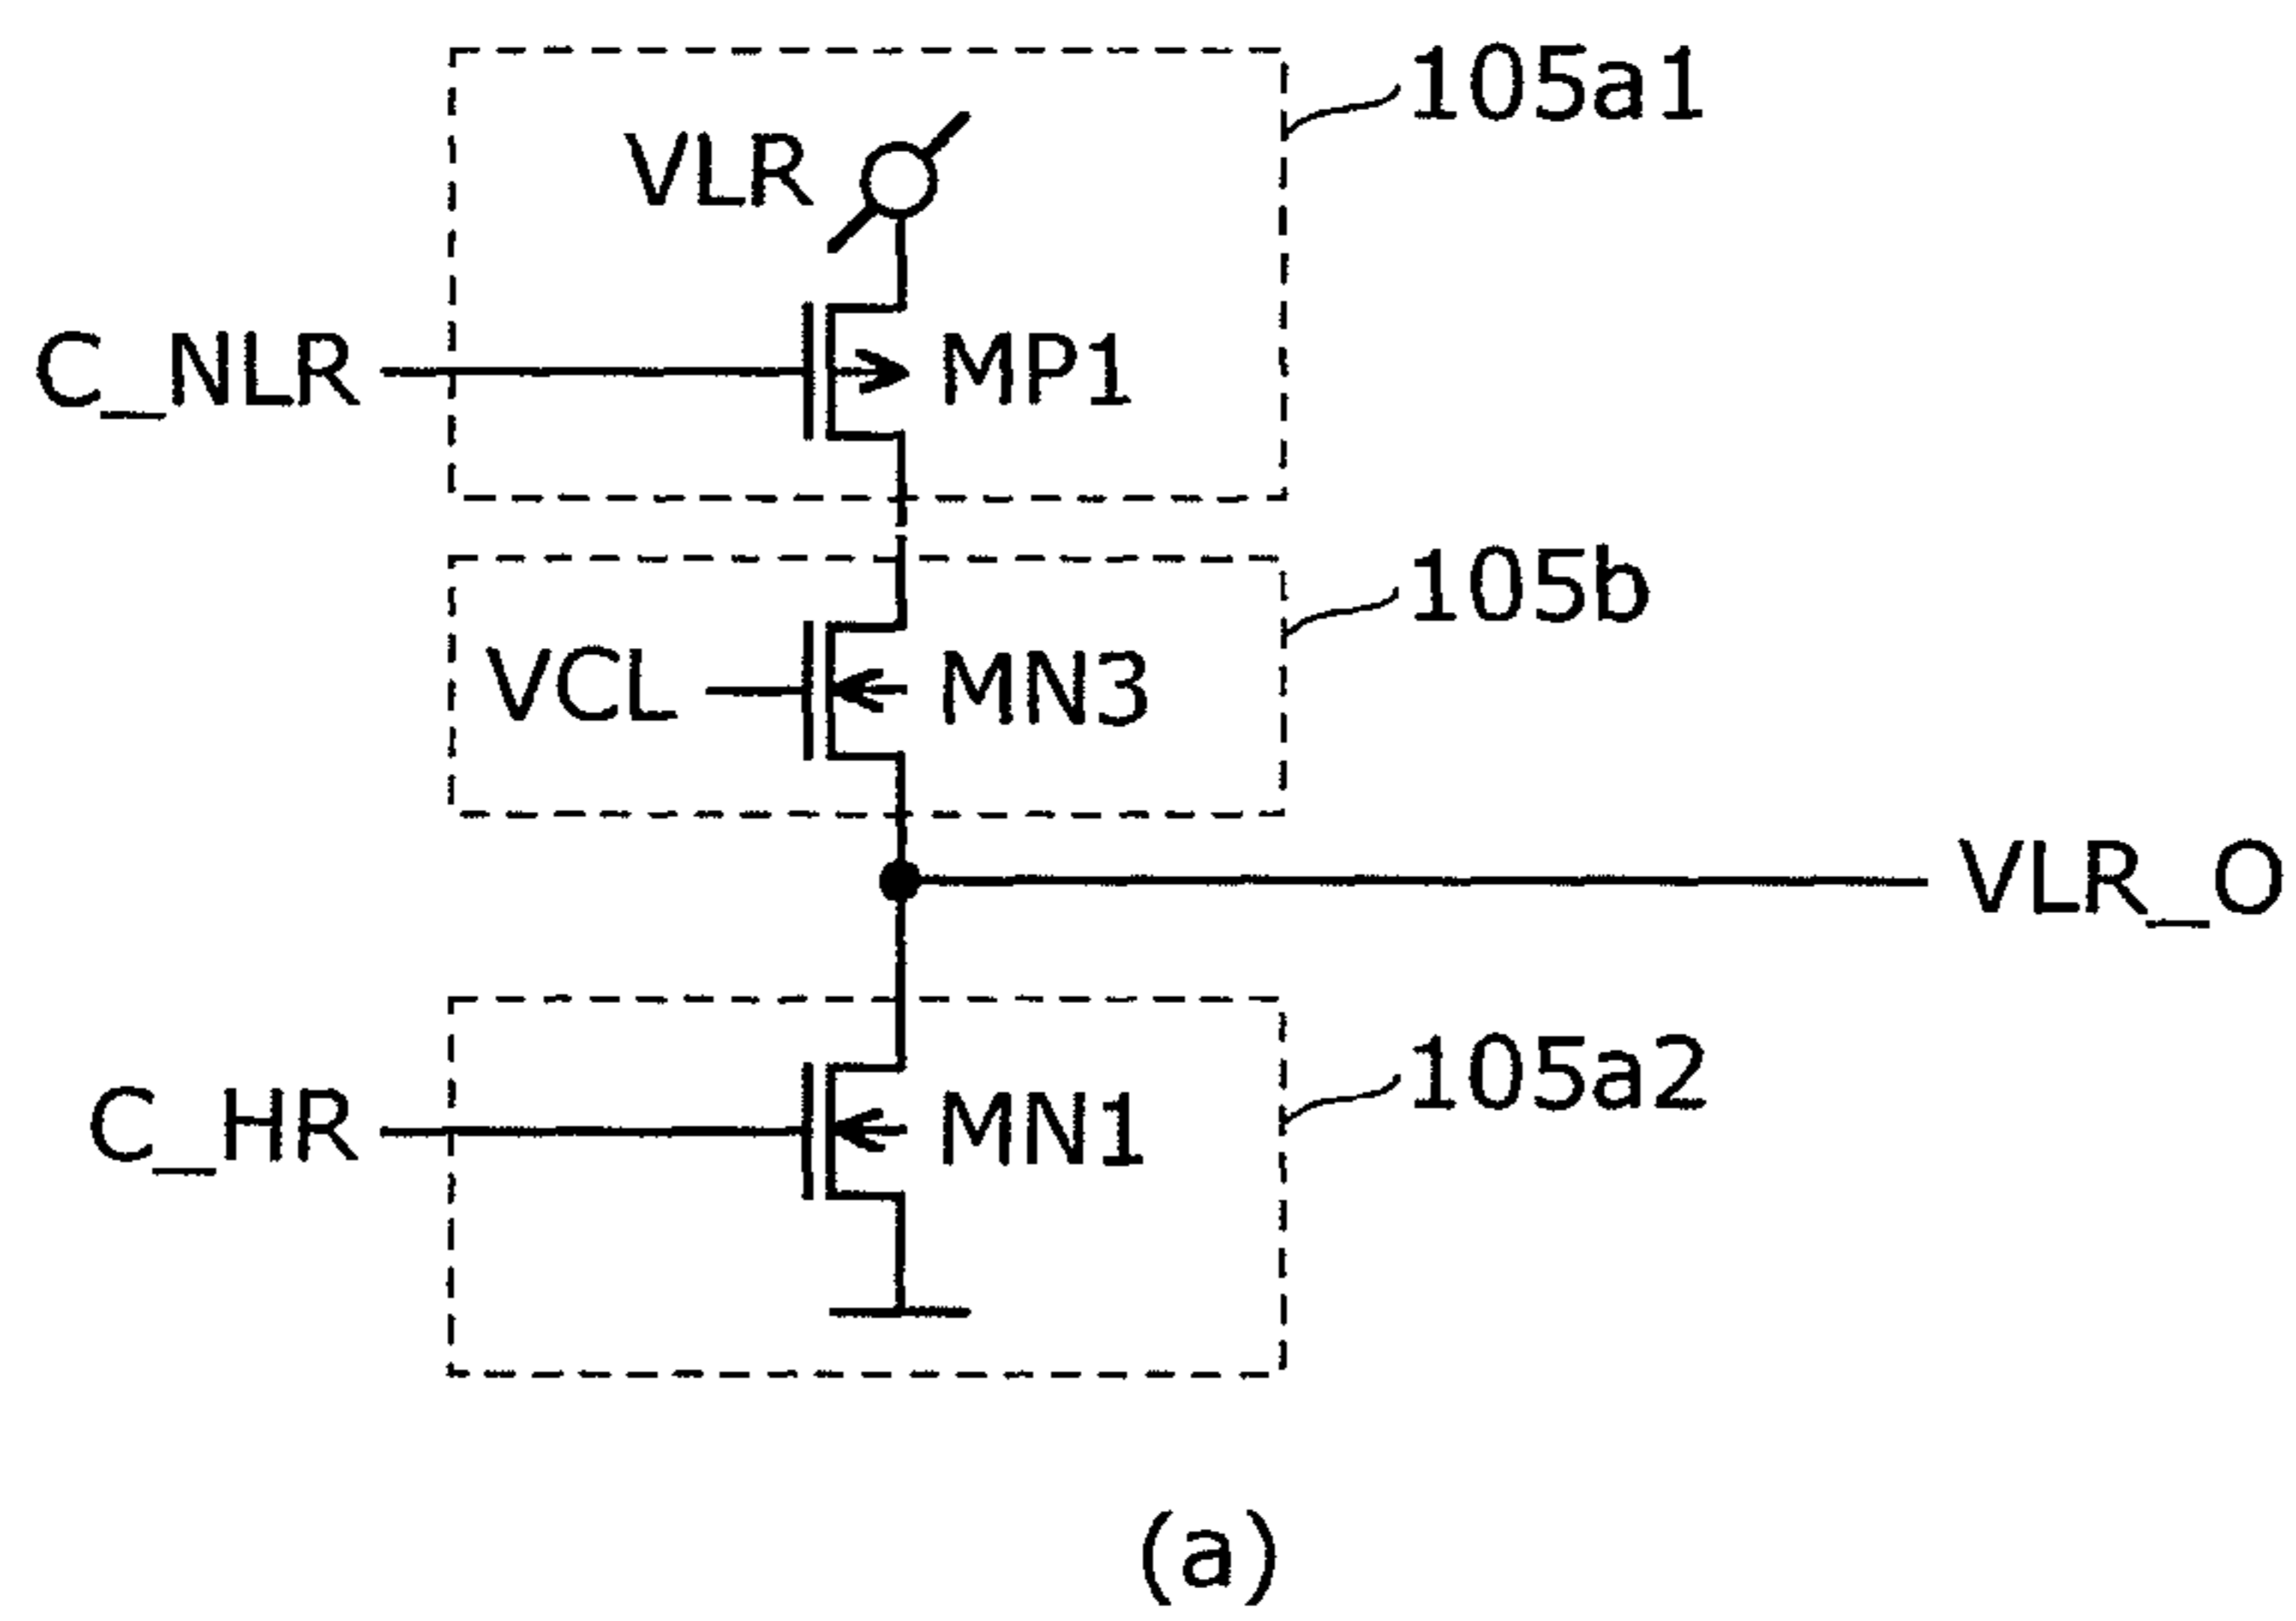 105a1
VLR
C_NLR
MP1
105b
VCL
MN3
VLR_O
105a2
C_HR
MN1
(a)